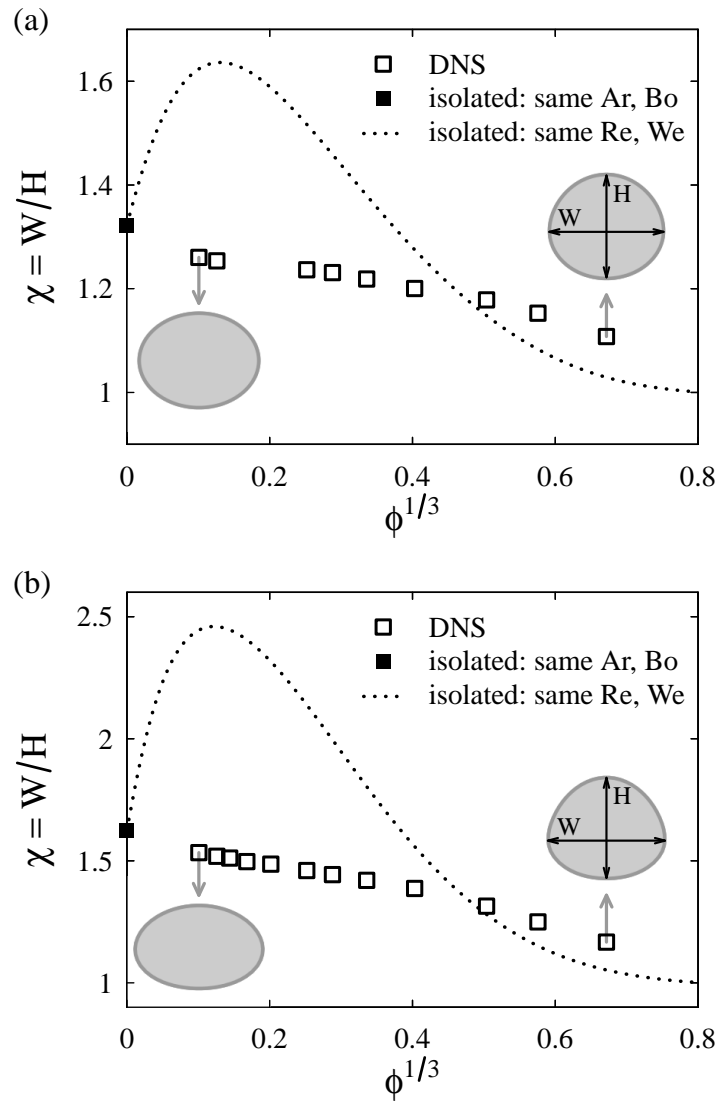 (a)
χ = W/H
1.6
1.4
1.2
1
DNS
isolated: same Ar, Bo
isolated: same Re, We
H
W
0
0.2
0.4
0.6
0.8
ϕ^{1/3}
(b)
χ = W/H
2.5
2
1.5
1
DNS
isolated: same Ar, Bo
isolated: same Re, We
H
W
0
0.2
0.4
0.6
0.8
ϕ^{1/3}